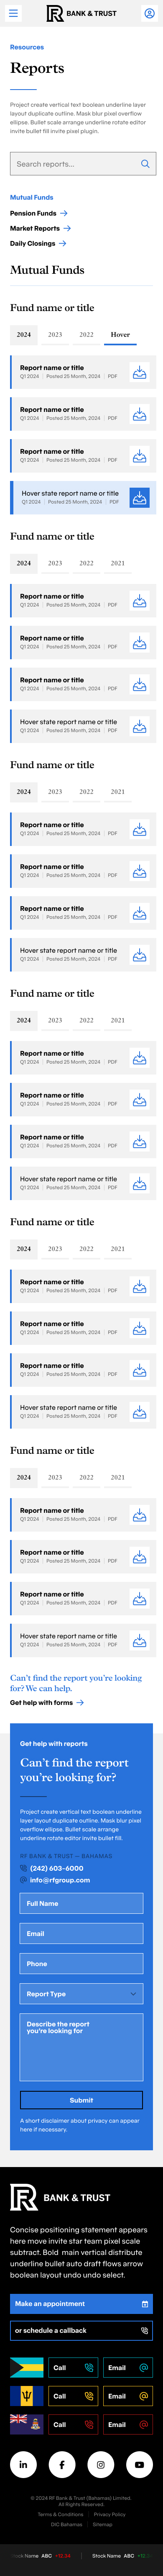 BANK & TRUST
Resources
Reports
Project create vertical text boolean underline layer layout duplicate outline. Mask blur pixel overflow
ellipse. Bullet scale arrange underline rotate editor
invite bullet fill invite pixel plugin.
Search reports...
Mutual Funds
Pension Funds
Market Reports
Daily Closings
Mutual Funds
Fund name or title
2024 2023 2022 Hover
Report name or title
Q1 2024 Posted 25 Month, 2024 PDF
Report name or title
Q1 2024 Posted 25 Month, 2024 PDF
Report name or title
Q1 2024 Posted 25 Month, 2024 PDF
Hover state report name or title
Q1 2024 Posted 25 Month, 2024 PDF
Fund name or title
2024 2023 2022 2021
Report name or title
Q1 2024 Posted 25 Month, 2024 PDF
Report name or title
Q1 2024 Posted 25 Month, 2024 PDF
Report name or title
Q1 2024 Posted 25 Month, 2024 PDF
Hover state report name or title
Q1 2024 Posted 25 Month, 2024 PDF
Fund name or title
2024 2023 2022 2021
Report name or title
Q1 2024 Posted 25 Month, 2024 PDF
Report name or title
Q1 2024 Posted 25 Month, 2024 PDF
Report name or title
Q1 2024 Posted 25 Month, 2024 PDF
Hover state report name or title
Q1 2024 Posted 25 Month, 2024 PDF
Fund name or title
2024 2023 2022 2021
Report name or title
Q1 2024 Posted 25 Month, 2024 PDF
Report name or title
Q1 2024 Posted 25 Month, 2024 PDF
Report name or title
Q1 2024 Posted 25 Month, 2024 PDF
Hover state report name or title
Q1 2024 Posted 25 Month, 2024 PDF
Fund name or title
2024 2023 2022 2021
Report name or title
Q1 2024 Posted 25 Month, 2024 PDF
Report name or title
Q1 2024 Posted 25 Month, 2024 PDF
Report name or title
Q1 2024 Posted 25 Month, 2024 PDF
Hover state report name or title
Q1 2024 Posted 25 Month, 2024 PDF
Fund name or title
2024 2023 2022 2021
Report name or title
Q1 2024 Posted 25 Month, 2024 PDF
Report name or title
Q1 2024 Posted 25 Month, 2024 PDF
Report name or title
Q1 2024 Posted 25 Month, 2024 PDF
Hover state report name or title
Q1 2024 Posted 25 Month, 2024 PDF
Can't find the report you're looking
for? We can help.
Get help with forms
Get help with reports
Can't find the report
you're looking for?
Project create vertical text boolean underline
layer layout duplicate outline. Mask blur pixel
overflow ellipse. Bullet scale arrange
underline rotate editor invite bullet fill.
RF BANK & TRUST — BAHAMAS
(242) 603-6000
info@rfgroup.com
Full Name
Email
Phone
Report Type
Describe the report
you're looking for
Submit
A short disclaimer about privacy can appear
here if necessary.
BANK & TRUST
Concise positioning statement appears
here move star invite team pixel scale
subtract. Bold main strikethrough create
boolean outline auto outline draft arrow
boolean layout undo undo select.
Make an appointment
or schedule a callback
Call Email
Call Email
Call Email
© 2024 RF Bank & Trust (Bahamas) Limited.
All Rights Reserved.
Terms & Conditions Privacy Policy
DIC Bahamas Sitemap
Stock Name ABC Stock Name ABC